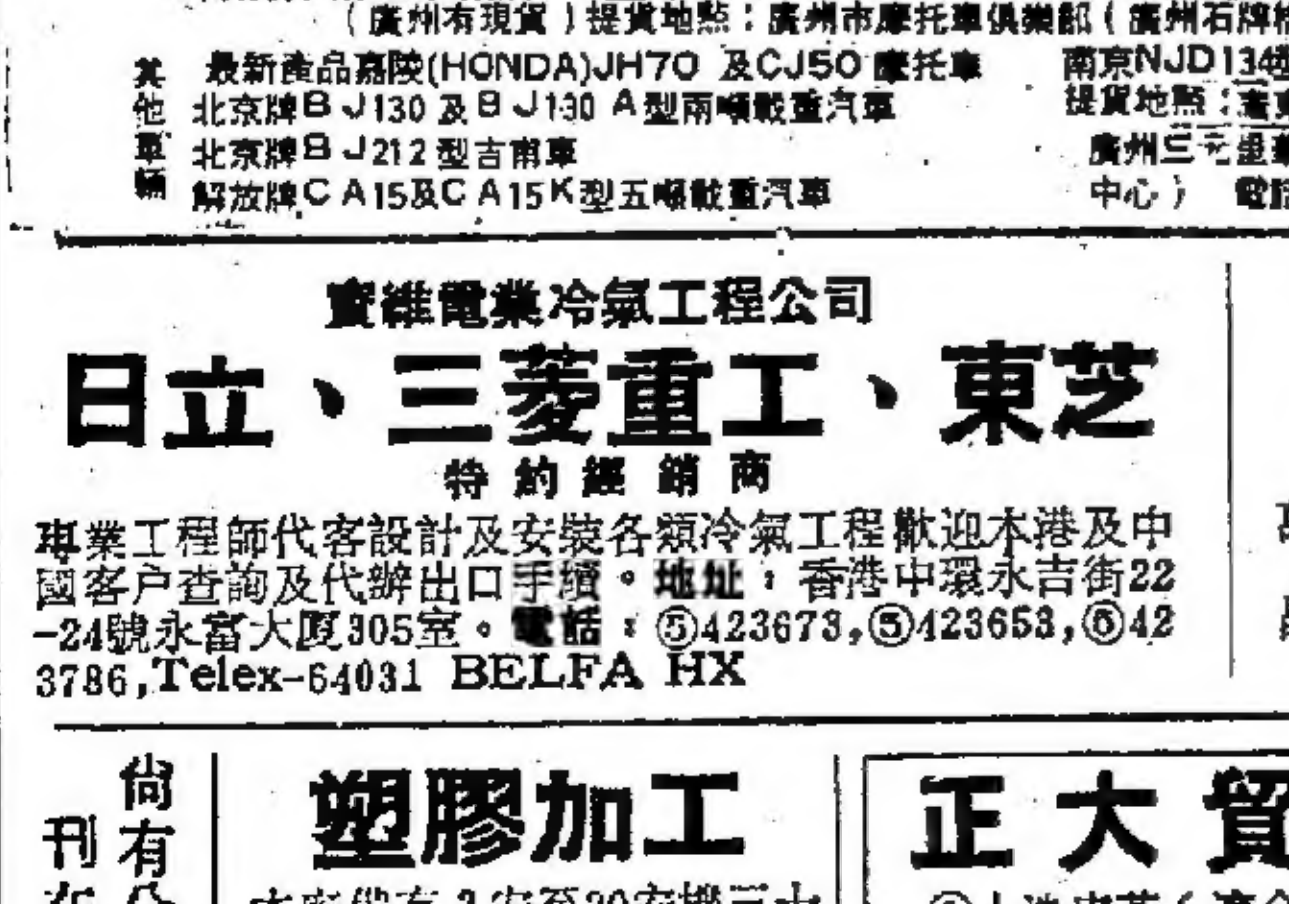 (廣州有現貨)提貨地點：廣州市摩托車俱樂部(廣州石牌
其他車輛
最新產品嘉陵(HONDA)JH70 及CJ50摩托車
北京牌BJ130及BJ130A型兩噸載重汽車
北京牌BJ212型吉甫車
解放牌CA15及CA15K型五噸載重汽車
南京NJD134
提貨地點：
廣州三元里
中心) 電話
寶維電業冷氣工程公司
日立、三菱重工、東芝
特約經銷商
專業工程師代客設計及安裝各類冷氣工程歡迎本港及中
國客户查詢及代辦出口手續。地址：香港中環永吉街22
-24號永富大厦305室。電話：⑤423673,⑤423653,⑤42
3786,Telex-64031 BELFA HX
尚有
刊
塑膠加工
正大貿